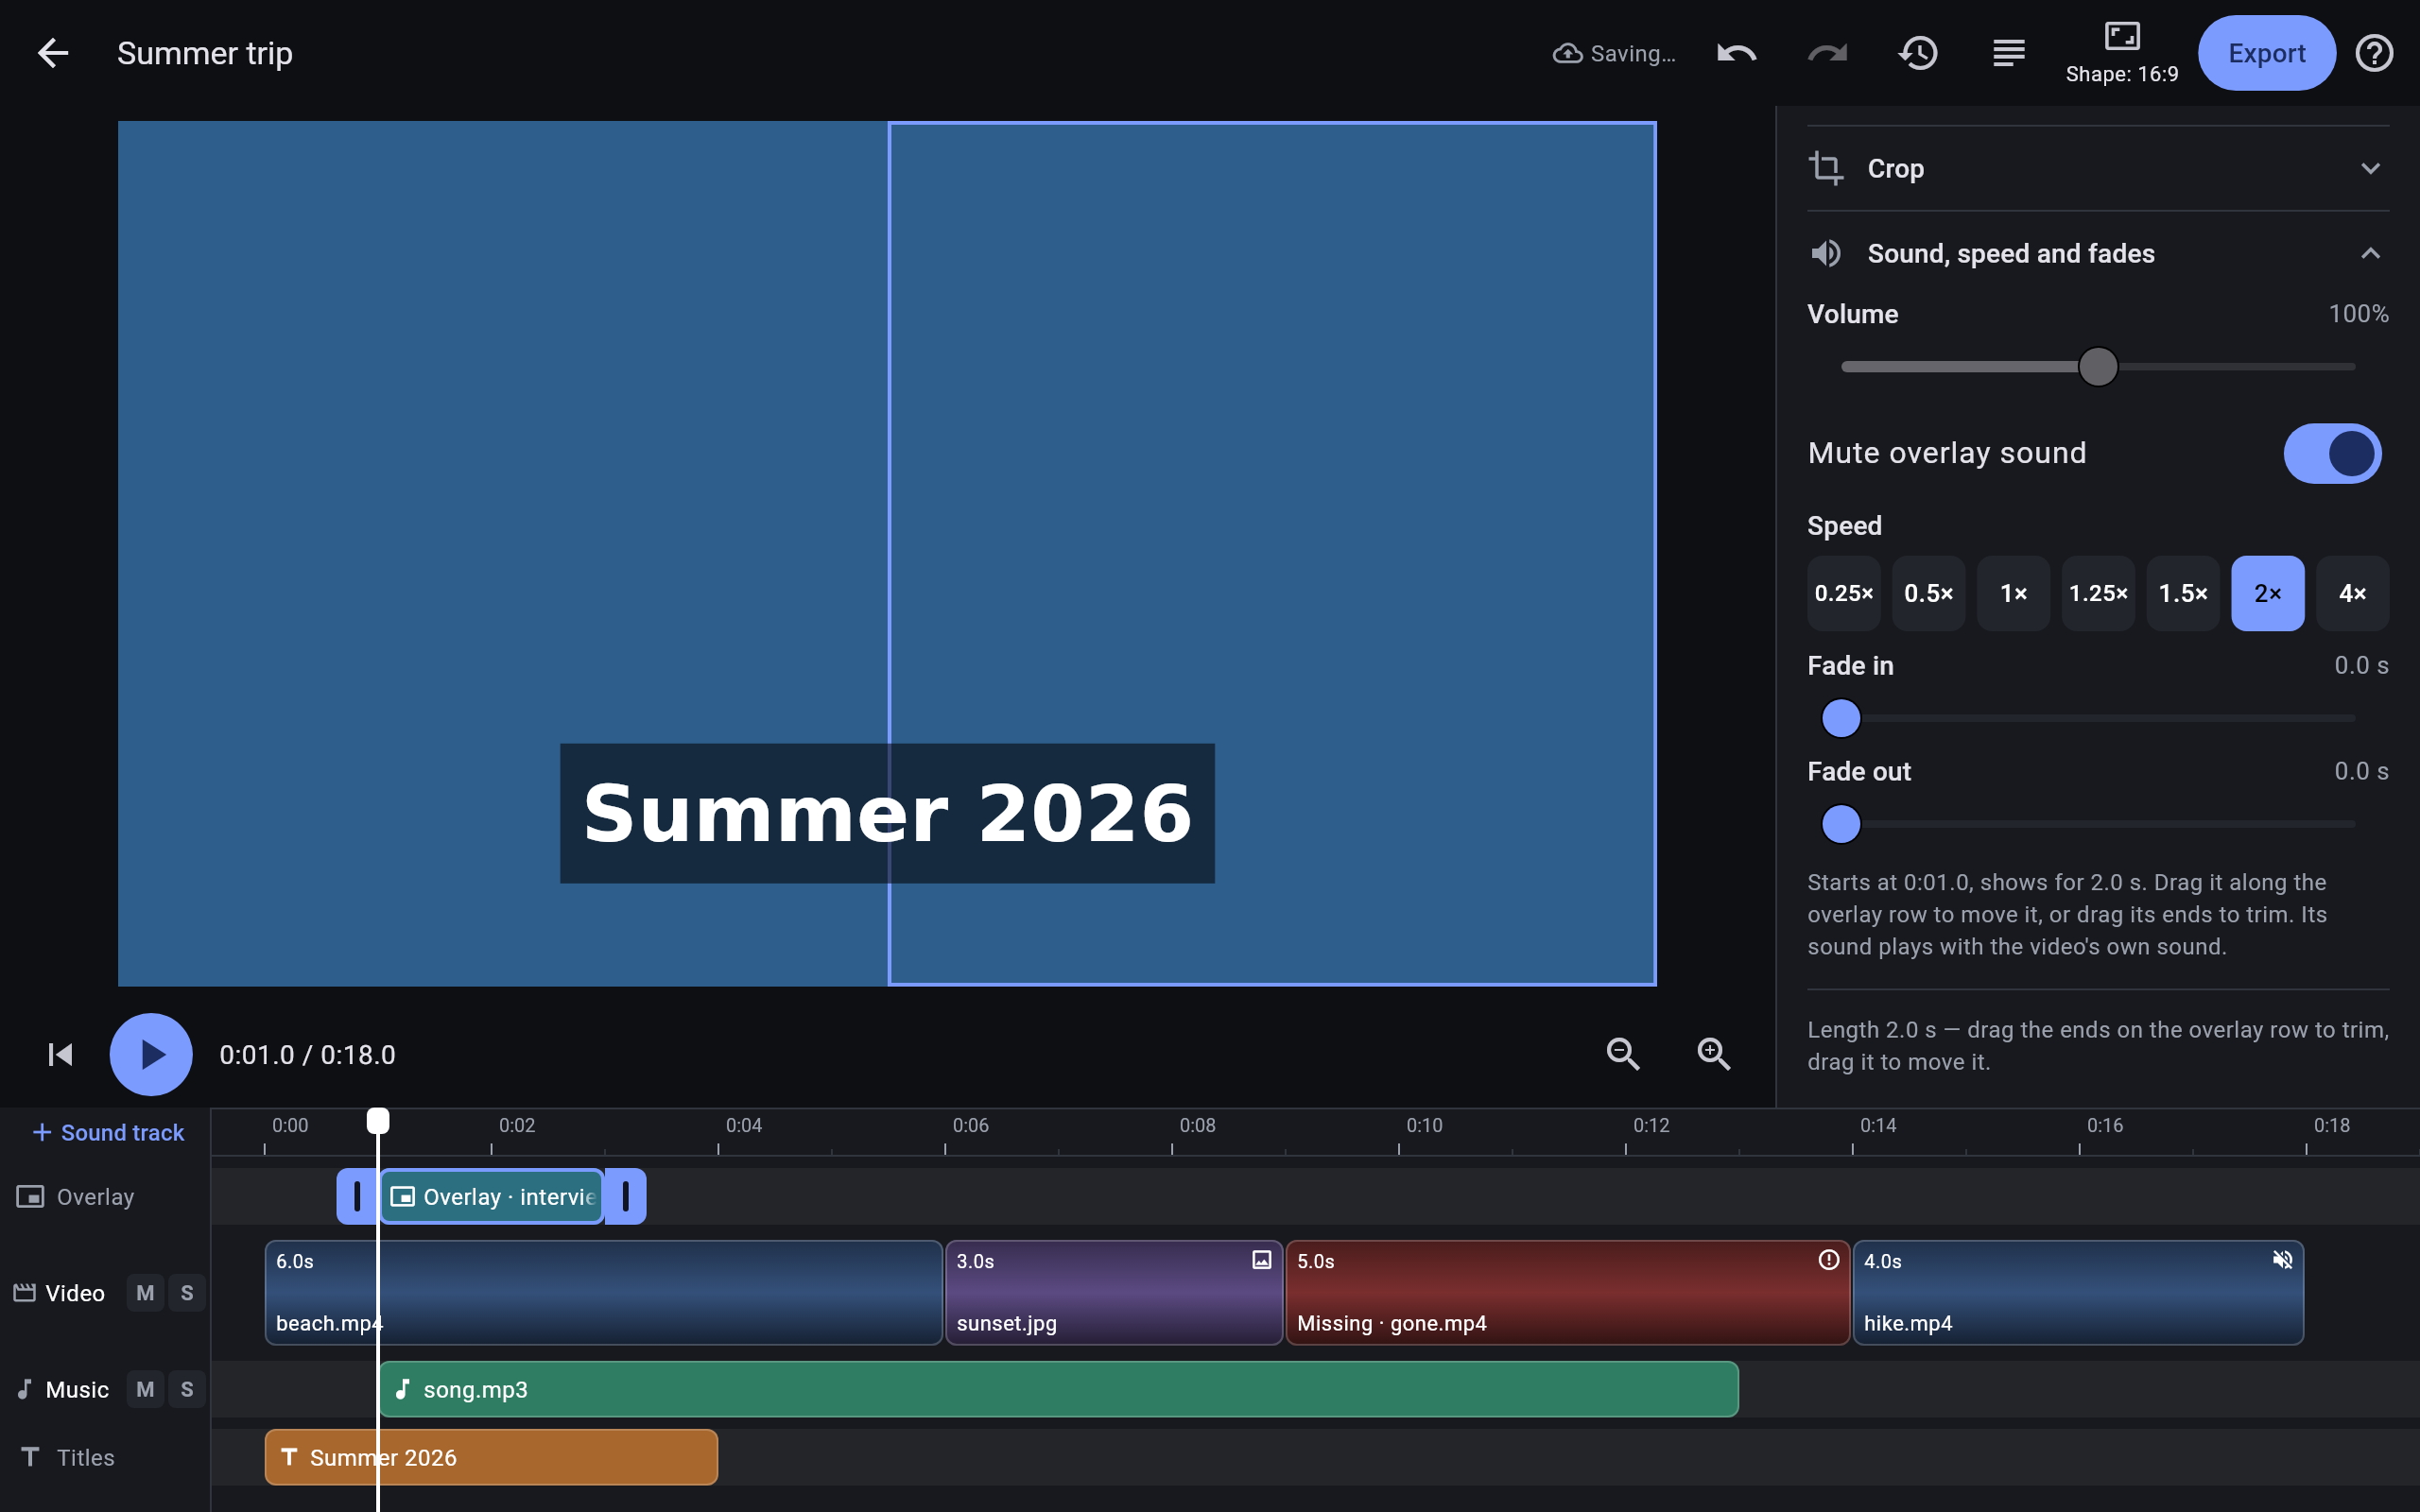 Summer trip
Saving...
Shape: 16:9
Export
Crop
Sound, speed and fades
Volume 100%
Mute overlay sound
Speed
0.25× 0.5× 1× 1.25× 1.5× 2× 4×
Fade in 0.0 s
Fade out 0.0 s
Starts at 0:01.0, shows for 2.0 s. Drag it along the
overlay row to move it, or drag its ends to trim. Its
sound plays with the video's own sound.
Length 2.0 s — drag the ends on the overlay row to trim,
drag it to move it.
Summer 2026
0:01.0 / 0:18.0
+ Sound track
0:00 0:02 0:04 0:06 0:08 0:10 0:12 0:14 0:16 0:18
Overlay
Overlay · intervie
Video M S
6.0s
beach.mp4
3.0s
sunset.jpg
5.0s
Missing · gone.mp4
4.0s
hike.mp4
Music M S
song.mp3
Titles
Summer 2026